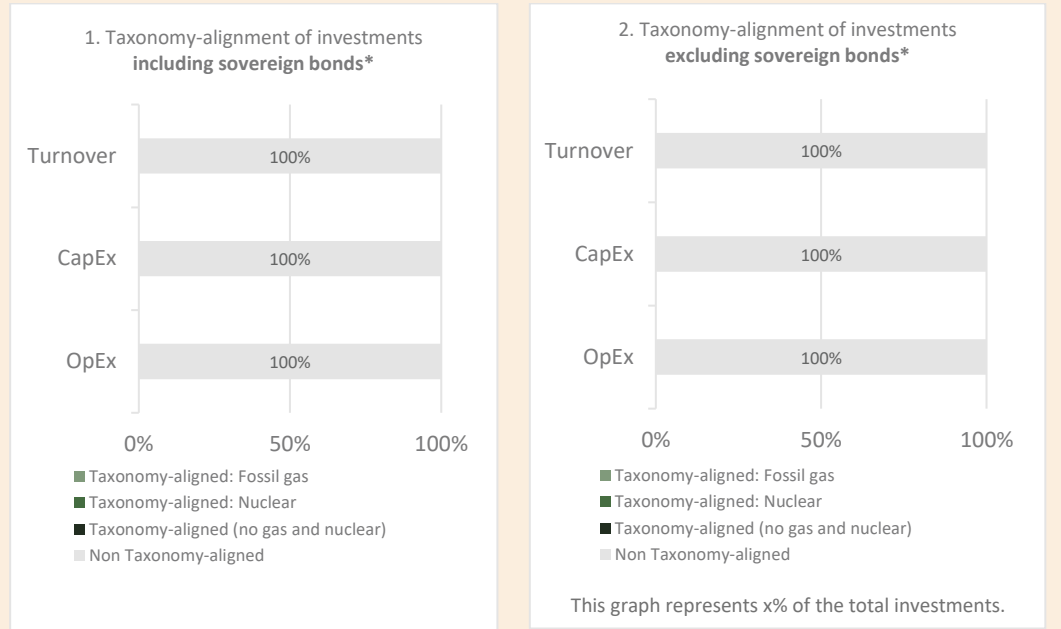 1. Taxonomy-alignment of investments
including sovereign bonds*
Turnover
100%
CapEx
100%
OpEx
100%
0%
50%
100%
Taxonomy-aligned: Fossil gas
Taxonomy-aligned: Nuclear
Taxonomy-aligned (no gas and nuclear)
Non Taxonomy-aligned
2. Taxonomy-alignment of investments
excluding sovereign bonds*
Turnover
100%
CapEx
100%
OpEx
100%
0%
50%
100%
Taxonomy-aligned: Fossil gas
Taxonomy-aligned: Nuclear
Taxonomy-aligned (no gas and nuclear)
Non Taxonomy-aligned
This graph represents x% of the total investments.